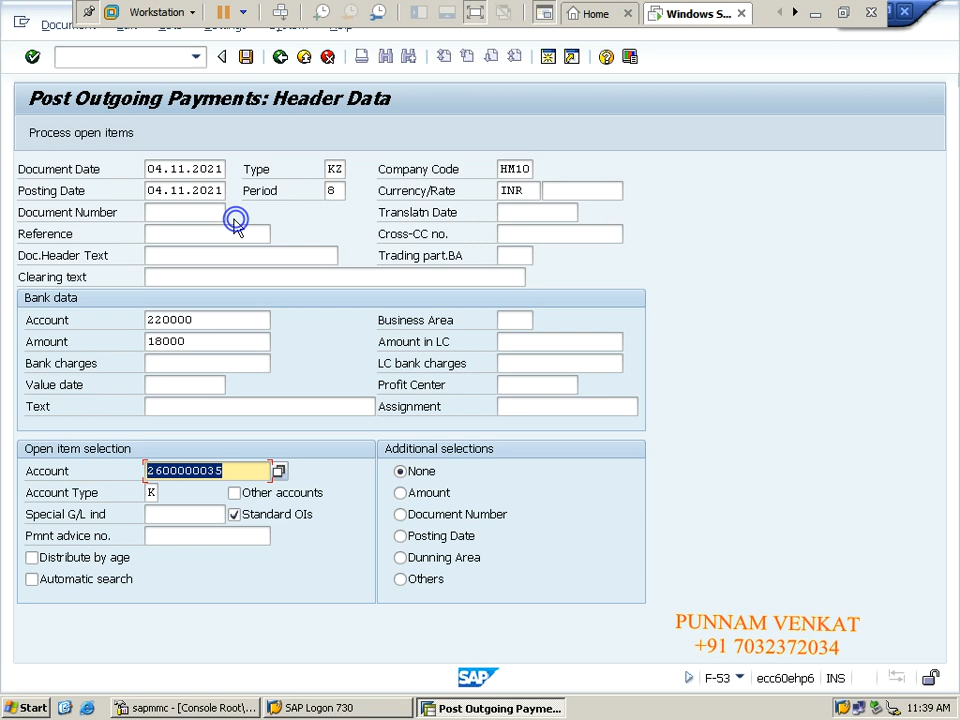 Workstation
Home
Windows S...
Document
Post Outgoing Payments: Header Data
Process open items
Document Date 04.11.2021 Type KZ Company Code HM10
Posting Date 04.11.2021 Period 8 Currency/Rate INR
Document Number Translatn Date
Reference Cross-CC no.
Doc.Header Text Trading part.BA
Clearing text
Bank data
Account 220000 Business Area
Amount 18000 Amount in LC
Bank charges LC bank charges
Value date Profit Center
Text Assignment
Open item selection Additional selections
Account 2600000035 None
Account Type K Other accounts Amount
Special G/L ind Standard OIs Document Number
Pmnt advice no. Posting Date
Distribute by age Dunning Area
Automatic search Others
PUNNAM VENKAT
+91 7032372034
SAP F-53 ecc60ehp6 INS
Start sapmmc - [Console Root\... SAP Logon 730 Post Outgoing Payme... 11:39 AM